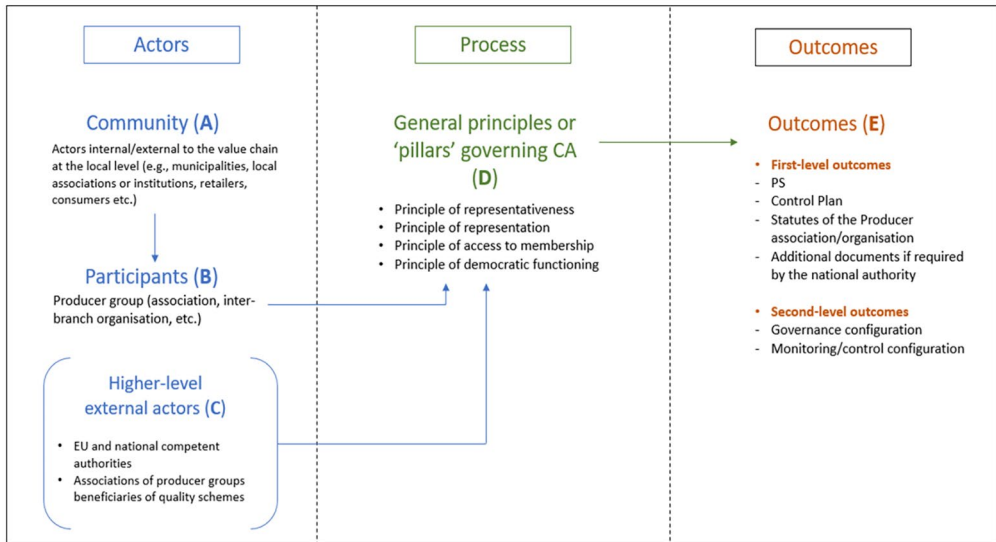 Actors
Community (A)
Actors internal/external to the value chain
at the local level (e.g., municipalities, local
associations or institutions, retailers,
consumers etc.)
Participants (B)
Producer group (association, inter-
branch organisation, etc.)
Higher-level
external actors (C)
• EU and national competent
authorities
• Associations of producer groups
beneficiaries of quality schemes
Process
General principles or
‘pillars’ governing CA
(D)
• Principle of representativeness
• Principle of representation
• Principle of access to membership
• Principle of democratic functioning
Outcomes
Outcomes (E)
• First-level outcomes
- PS
- Control Plan
- Statutes of the Producer
association/organisation
- Additional documents if required
by the national authority
• Second-level outcomes
- Governance configuration
- Monitoring/control configuration